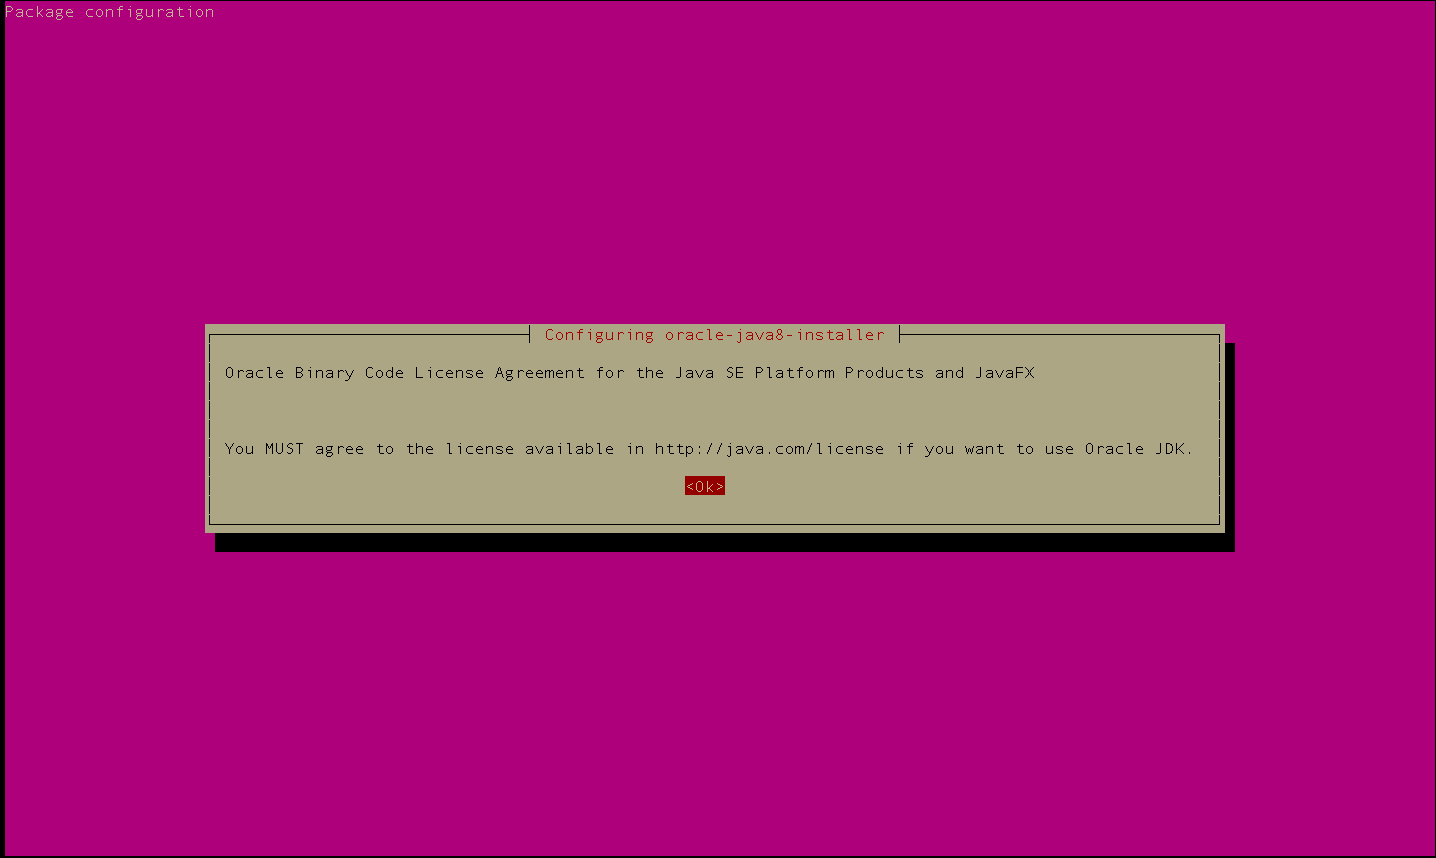 Package configuration
Configuring oracle-java8-installer
Oracle Binary Code License Agreement for the Java SE Platform Products and JavaFX
You MUST agree to the license available in http://java.com/license if you want to use Oracle JDK.
<Ok>